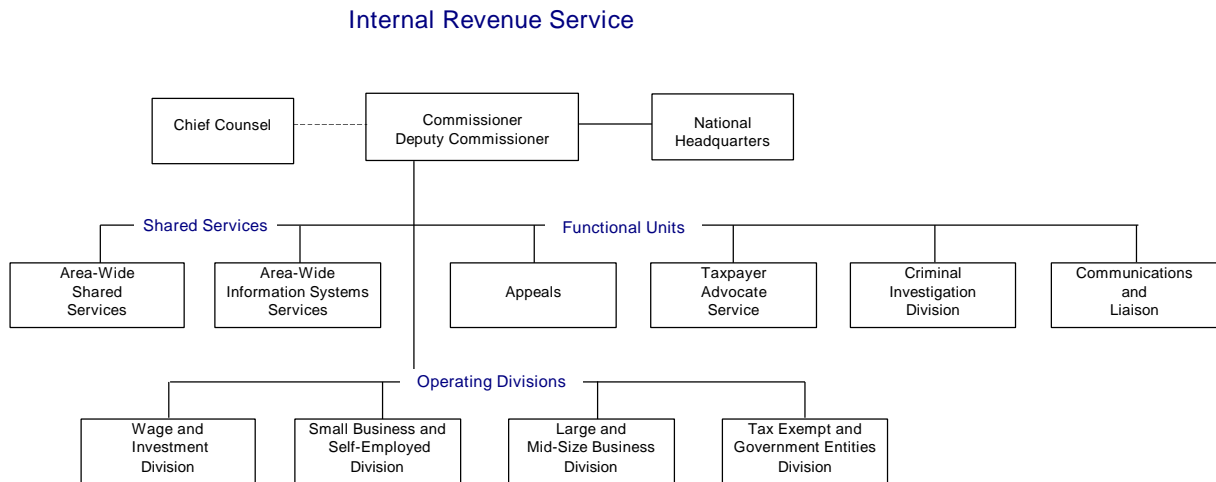 Internal Revenue Service
Chief Counsel
Commissioner
Deputy Commissioner
National
Headquarters
Shared Services
Functional Units
Area-Wide
Shared
Services
Area-Wide
Information Systems
Services
Appeals
Taxpayer
Advocate
Service
Criminal
Investigation
Division
Communications
and
Liaison
Operating Divisions
Wage and
Investment
Division
Small Business and
Self-Employed
Division
Large and
Mid-Size Business
Division
Tax Exempt and
Government Entities
Division